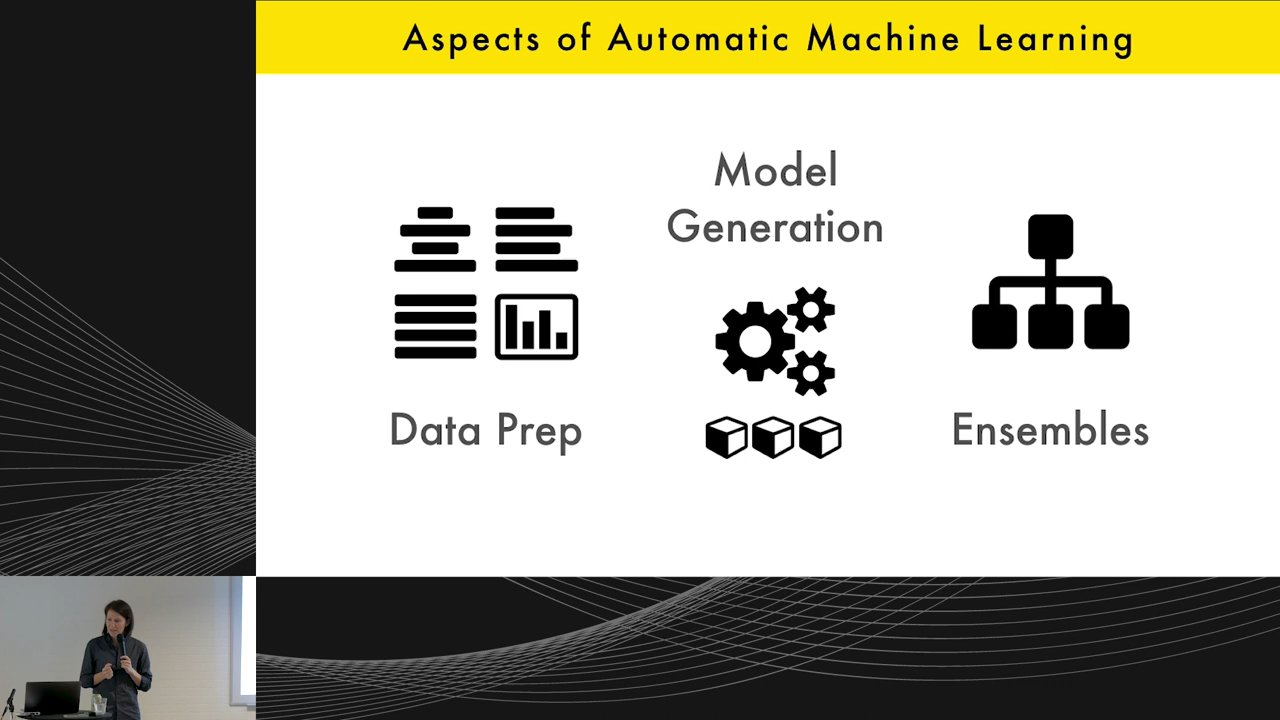 Aspects of Automatic Machine Learning
Model
Generation
Data Prep
Ensembles